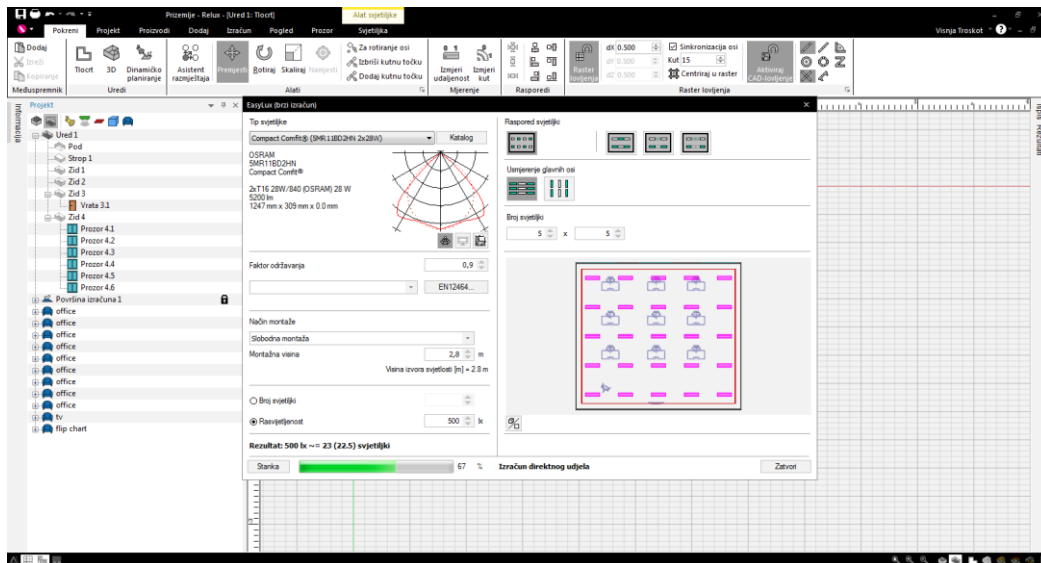 Prizemlje - Relux - [Ured 1: Tlocrt]
Alat svjetiljke
Pokreni Projekt Proizvodi Dodaj Izračun Pogled Prozor Svjetiljka
Visnja Troskot
Dodaj
Izreži
Kopiranje
Tlocrt
3D
Dinamičko planiranje
Asistent razmještaja
Premjesti
Rotiraj
Skaliraj
Namjesti
Za rotiranje osi
Izbriši kutnu točku
Dodaj kutnu točku
Izmjeri udaljenost
Izmjeri kut
Raster lovljenja
dX 0.500
dY 0.500
dZ 0.500
Sinkronizacija osi
Kut 15
Centriraj u raster
Aktiviraj CAD-lovljenje
Međuspremnik Uredi Alati Mjerenje Rasporedi Raster lovljenja
Informacija
Projekt
Ured 1
Pod
Strop 1
Zid 1
Zid 2
Zid 3
Vrata 3.1
Zid 4
Prozor 4.1
Prozor 4.2
Prozor 4.3
Prozor 4.4
Prozor 4.5
Prozor 4.6
Površina izračuna 1
office
office
office
office
office
office
office
office
office
tv
flip chart
EasyLux (brzi izračun)
Tip svjetiljke
Compact Comfit® (5MR11BD2HN 2x28W)
Katalog
OSRAM
5MR11BD2HN
Compact Comfit®
2xT16 28W/840 (OSRAM) 28 W
5200 lm
1247 mm x 309 mm x 0.0 mm
Faktor održavanja
0,9
EN12464...
Način montaže
Slobodna montaža
Montažna visina
2,8 m
Visina izvora svjetlosti [m] = 2.8 m
Broj svjetiljki
Rasvijetljenost
500 lx
Rezultat: 500 lx ~= 23 (22.5) svjetiljki
Stanka
67 %
Izračun direktnog udjela
Zatvori
Raspored svjetiljki
Usmjerenje glavnih osi
Broj svjetiljki
5 x 5